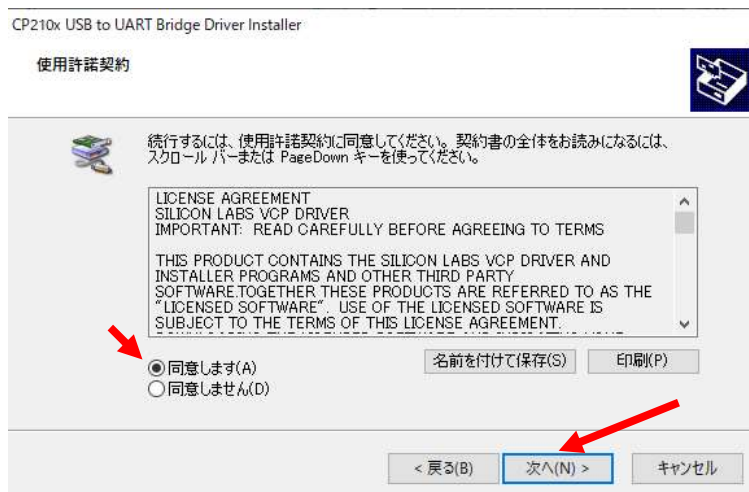 CP210x USB to UART Bridge Driver Installer
使用許諾契約
続行するには、使用許諾契約に同意してください。契約書の全体をお読みになるには、
スクロール バーまたは PageDown キーを使ってください。
LICENSE AGREEMENT
SILICON LABS VCP DRIVER
IMPORTANT:  READ CAREFULLY BEFORE AGREEING TO TERMS
THIS PRODUCT CONTAINS THE SILICON LABS VCP DRIVER AND
INSTALLER PROGRAMS AND OTHER THIRD PARTY
SOFTWARE.TOGETHER THESE PRODUCTS ARE REFERRED TO AS THE
"LICENSED SOFTWARE".  USE OF THE LICENSED SOFTWARE IS
SUBJECT TO THE TERMS OF THIS LICENSE AGREEMENT.
同意します(A)
名前を付けて保存(S)
印刷(P)
同意しません(D)
< 戻る(B)
次へ(N) >
キャンセル